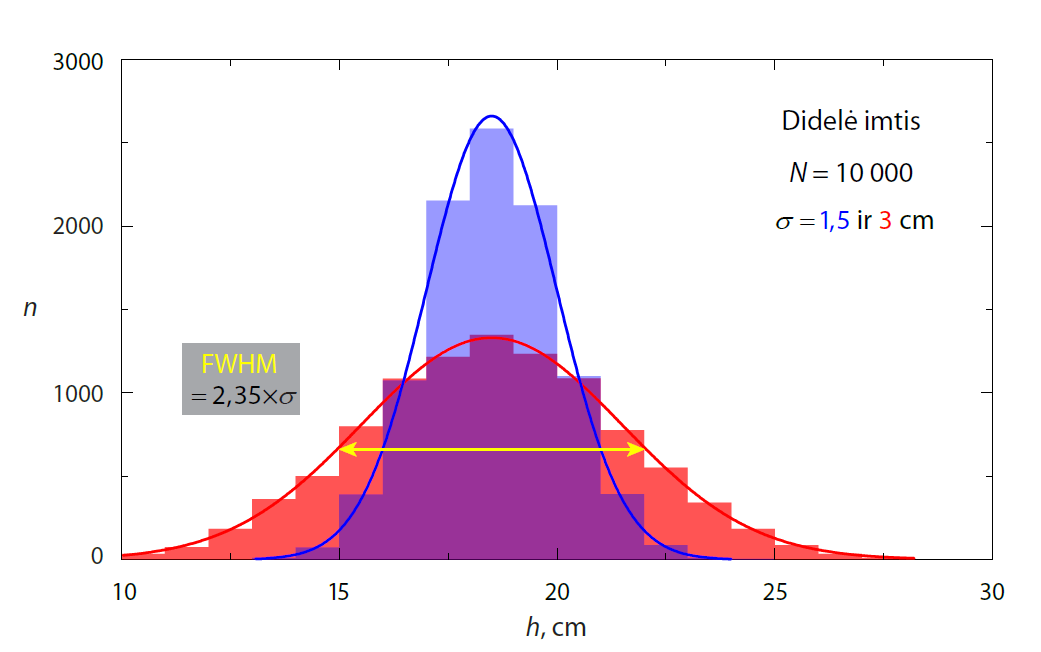 3000
2000
1000
0
n
10
15
20
25
30
h, cm
Didelė imtis
N = 10 000
σ = 1,5 ir 3 cm
FWHM
= 2,35×σ